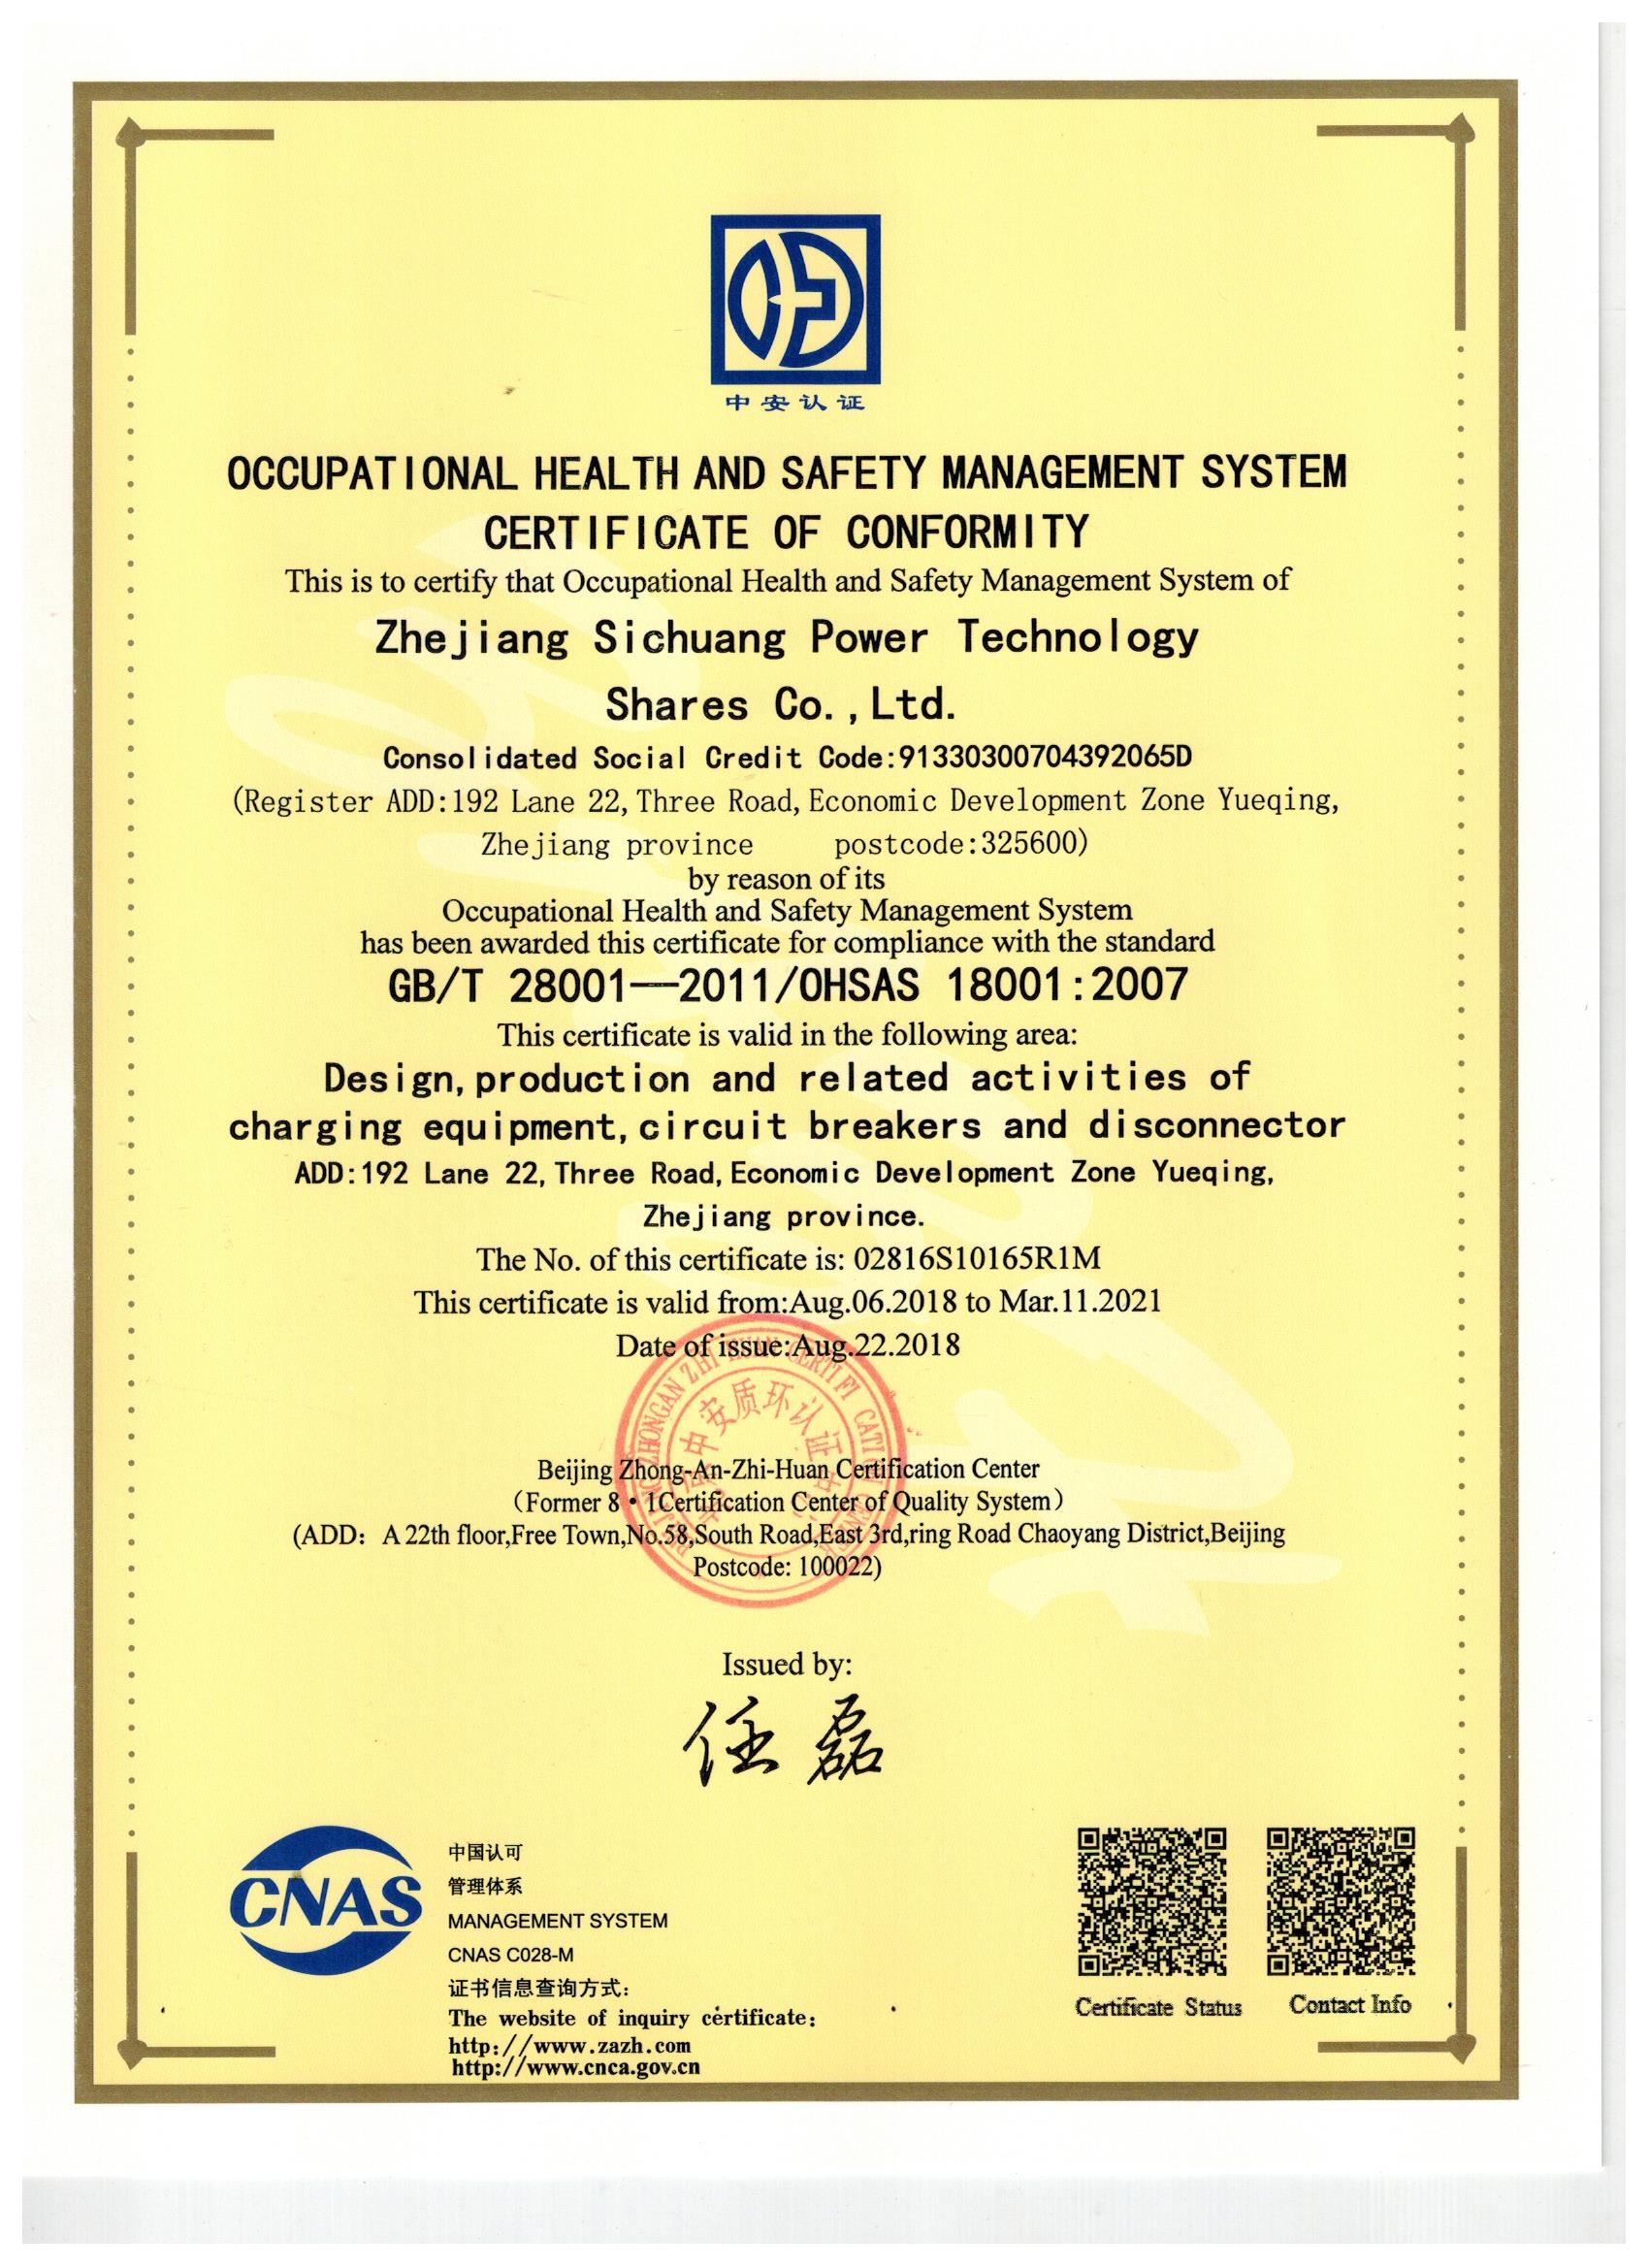 中安认证
OCCUPATIONAL HEALTH AND SAFETY MANAGEMENT SYSTEM
CERTIFICATE OF CONFORMITY
This is to certify that Occupational Health and Safety Management System of
Zhejiang Sichuang Power Technology
Shares Co.,Ltd.
Consolidated Social Credit Code:91330300704392065D
(Register ADD:192 Lane 22,Three Road,Economic Development Zone Yueqing,
Zhejiang province postcode:325600)
by reason of its
Occupational Health and Safety Management System
has been awarded this certificate for compliance with the standard
GB/T 28001—2011/OHSAS 18001:2007
This certificate is valid in the following area:
Design,production and related activities of
charging equipment,circuit breakers and disconnector
ADD:192 Lane 22,Three Road,Economic Development Zone Yueqing,
Zhejiang province.
The No. of this certificate is: 02816S10165R1M
This certificate is valid from:Aug.06.2018 to Mar.11.2021
Date of issue:Aug.22.2018
BEIJING ZHONGAN ZHI HUAN CERTIFI CATION CENTER
北京中安质环认证中心
Beijing Zhong-An-Zhi-Huan Certification Center
(Former 8·1Certification Center of Quality System)
(ADD: A 22th floor,Free Town,No.58,South Road,East 3rd,ring Road Chaoyang District,Beijing
Postcode: 100022)
Issued by:
任磊
CNAS
中国认可
管理体系
MANAGEMENT SYSTEM
CNAS C028-M
证书信息查询方式:
The website of inquiry certificate:
http://www.zazh.com
http://www.cnca.gov.cn
Certificate Status
Contact Info